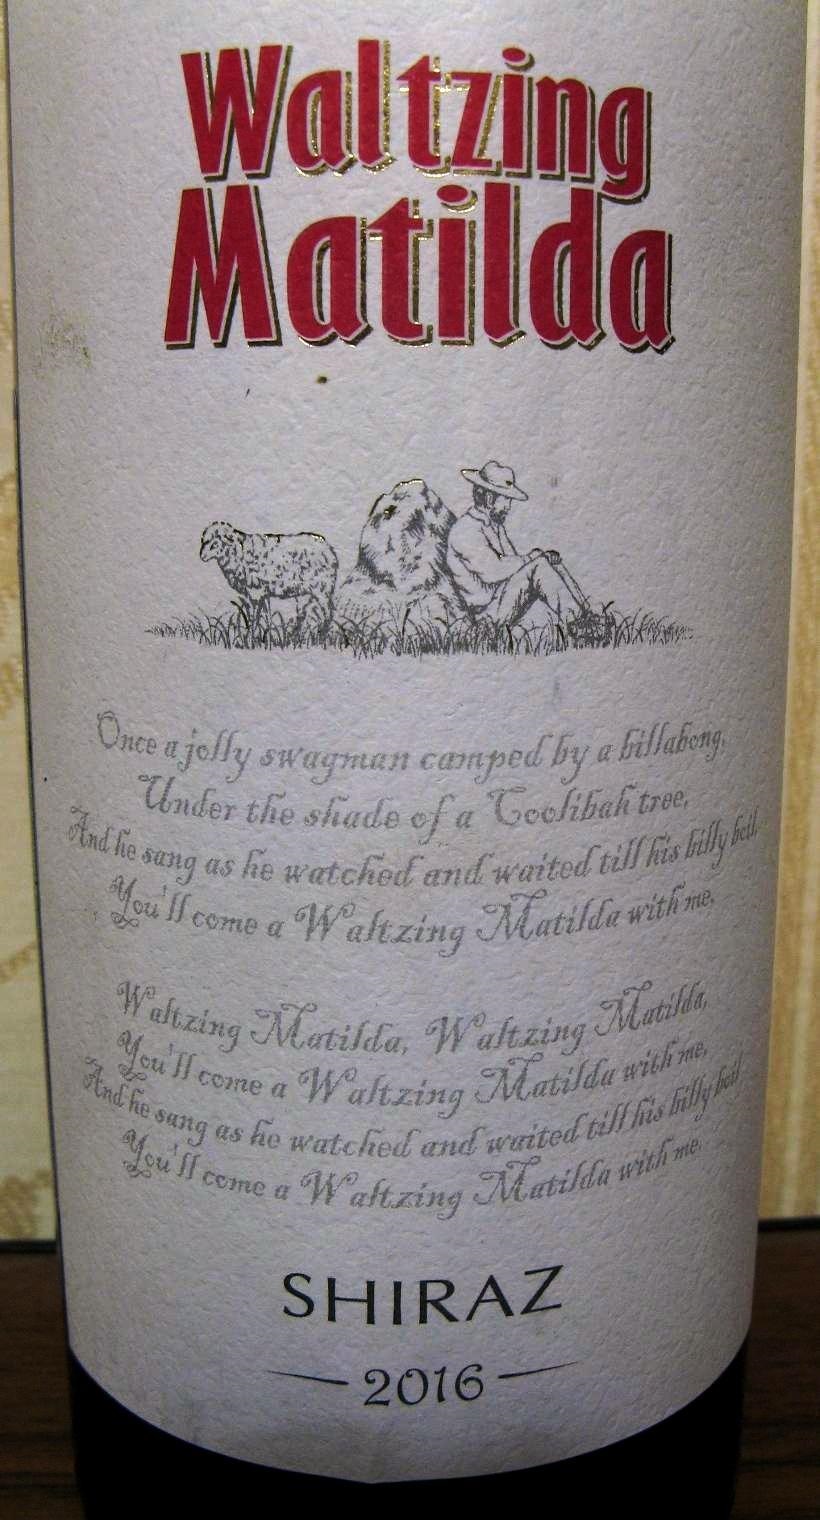 Waltzing
Matilda
Once a jolly swagman camped by a billabong,
Under the shade of a Coolibah tree,
And he sang as he watched and waited till his billy boil,
You'll come a Waltzing Matilda with me,
Waltzing Matilda, Waltzing Matilda,
You'll come a Waltzing Matilda with me,
And he sang as he watched and waited till his billy boil
You'll come a Waltzing Matilda with me.
SHIRAZ
2016